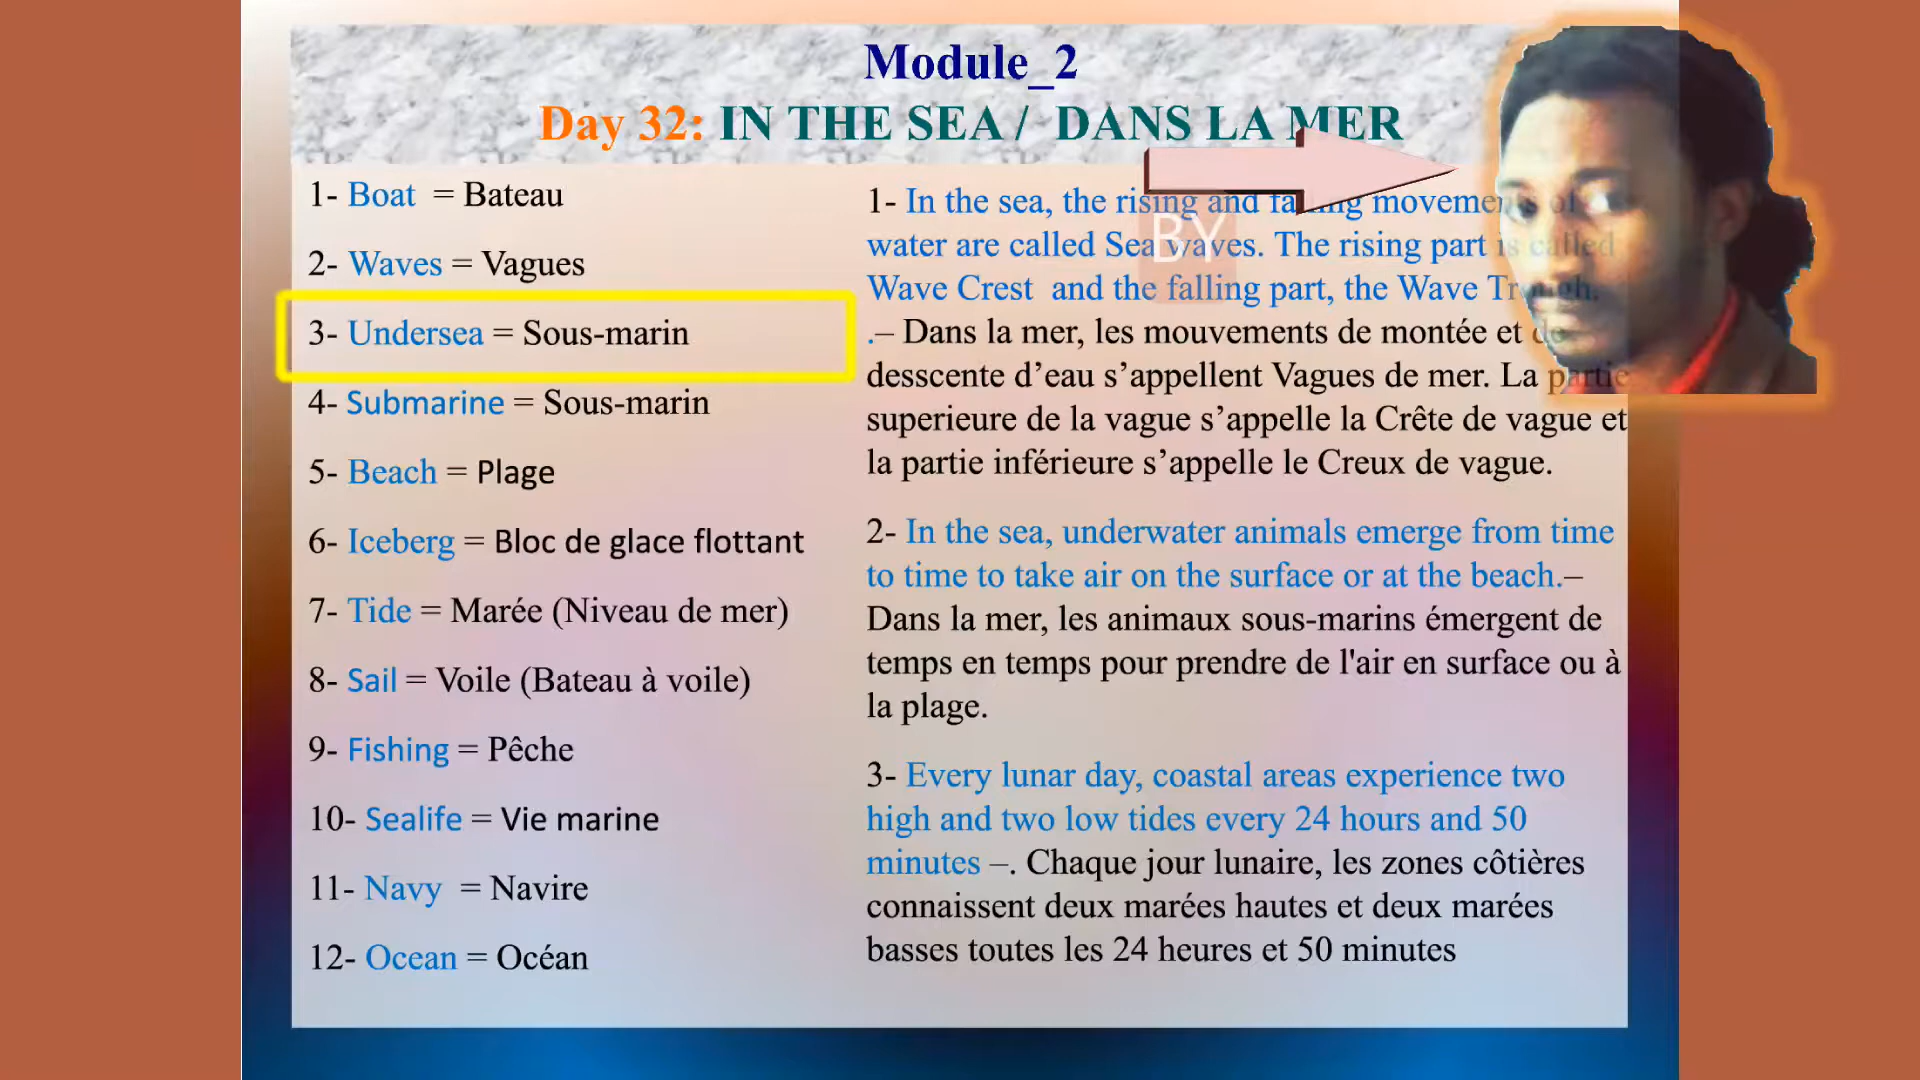 Module_2
Day 32: IN THE SEA / DANS LA MER
1- Boat = Bateau
2- Waves = Vagues
3- Undersea = Sous-marin
4- Submarine = Sous-marin
5- Beach = Plage
6- Iceberg = Bloc de glace flottant
7- Tide = Marée (Niveau de mer)
8- Sail = Voile (Bateau à voile)
9- Fishing = Pêche
10- Sealife = Vie marine
11- Navy = Navire
12- Ocean = Océan
1- In the sea, the rising and falling movements of
water are called Sea waves. The rising part is called
Wave Crest and the falling part, the Wave Trough.
.– Dans la mer, les mouvements de montée et de
desscente d’eau s’appellent Vagues de mer. La partie
superieure de la vague s’appelle la Crête de vague et
la partie inférieure s’appelle le Creux de vague.
2- In the sea, underwater animals emerge from time
to time to take air on the surface or at the beach.–
Dans la mer, les animaux sous-marins émergent de
temps en temps pour prendre de l'air en surface ou à
la plage.
3- Every lunar day, coastal areas experience two
high and two low tides every 24 hours and 50
minutes –. Chaque jour lunaire, les zones côtières
connaissent deux marées hautes et deux marées
basses toutes les 24 heures et 50 minutes
BY